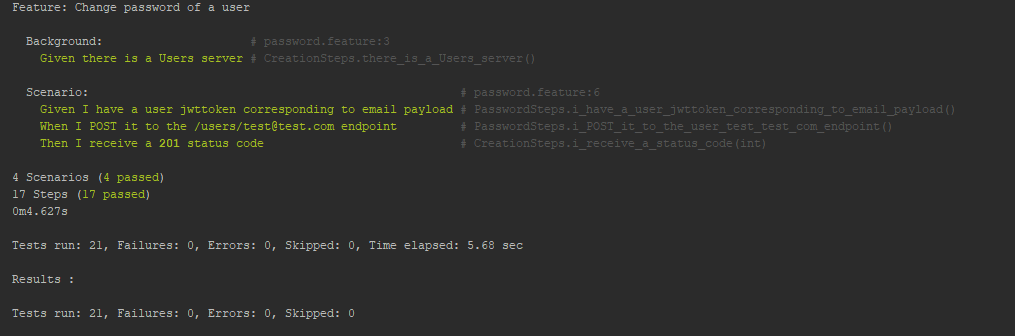 Feature: Change password of a user
Background: # password.feature:3
Given there is a Users server # CreationSteps.there_is_a_Users_server()
Scenario: # password.feature:6
Given I have a user jwttoken corresponding to email payload # PasswordSteps.i_have_a_user_jwttoken_corresponding_to_email_payload()
When I POST it to the /users/test@test.com endpoint # PasswordSteps.i_POST_it_to_the_user_test_test_com_endpoint()
Then I receive a 201 status code # CreationSteps.i_receive_a_status_code(int)
4 Scenarios (4 passed)
17 Steps (17 passed)
0m4.627s
Tests run: 21, Failures: 0, Errors: 0, Skipped: 0, Time elapsed: 5.68 sec
Results :
Tests run: 21, Failures: 0, Errors: 0, Skipped: 0